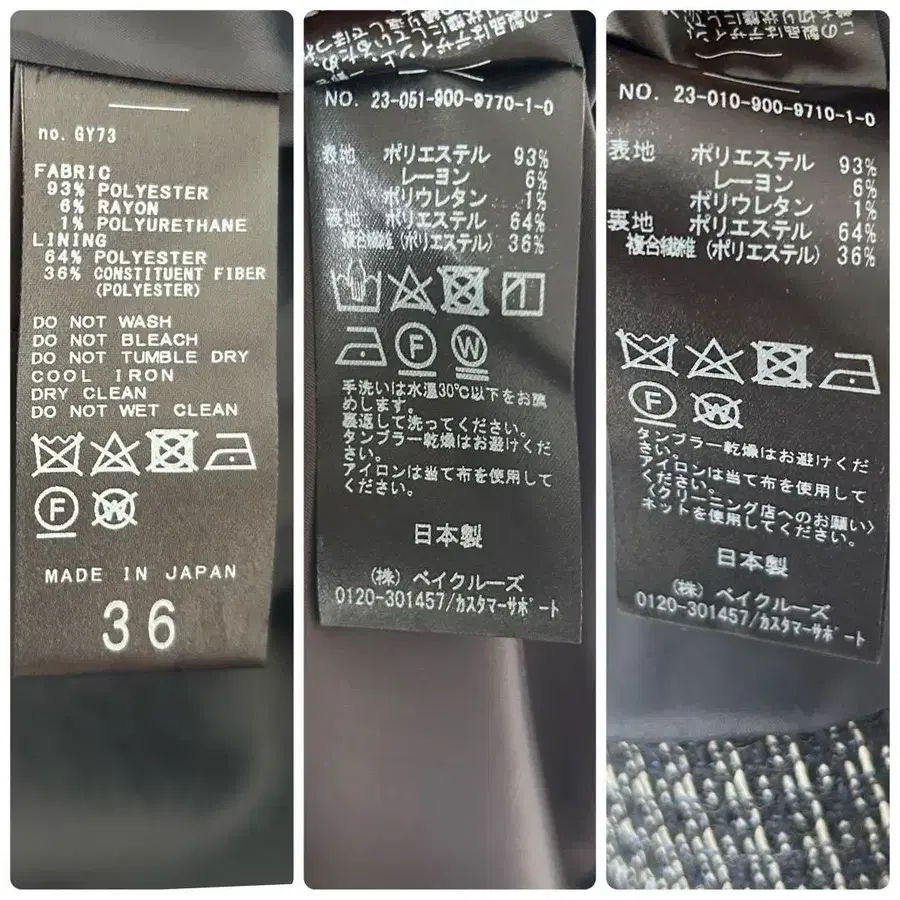 no. GY73
FABRIC
93% POLYESTER
6% RAYON
1% POLYURETHANE
LINING
64% POLYESTER
36% CONSTITUENT FIBER
(POLYESTER)
DO NOT WASH
DO NOT BLEACH
DO NOT TUMBLE DRY
COOL IRON
DRY CLEAN
DO NOT WET CLEAN
F W
MADE IN JAPAN
36
NO. 23-051-900-9770-1-0
表地 ポリエステル 93%
レーヨン 6%
ポリウレタン 1%
裏地 ポリエステル 64%
複合繊維(ポリエステル) 36%
F W
手洗いは水温30℃以下をお薦
めします。
裏返して洗ってください。
タンブラー乾燥はお避けくだ
さい。
アイロンは当て布を使用して
ください。
日本製
(株) ベイクルーズ
0120-301457/カスタマーサポート
この製品はデザイン
NO. 23-010-900-9710-1-0
表地 ポリエステル 93%
レーヨン 6%
ポリウレタン 1%
裏地 ポリエステル 64%
複合繊維(ポリエステル) 36%
F W
タンブラー乾燥はお避けくだ
さい。
アイロンは当て布を使用して
ください。
〈クリーニング店へのお願い〉
ネットを使用してください。
日本製
(株) ベイクルーズ
0120-301457/カスタマーサポート